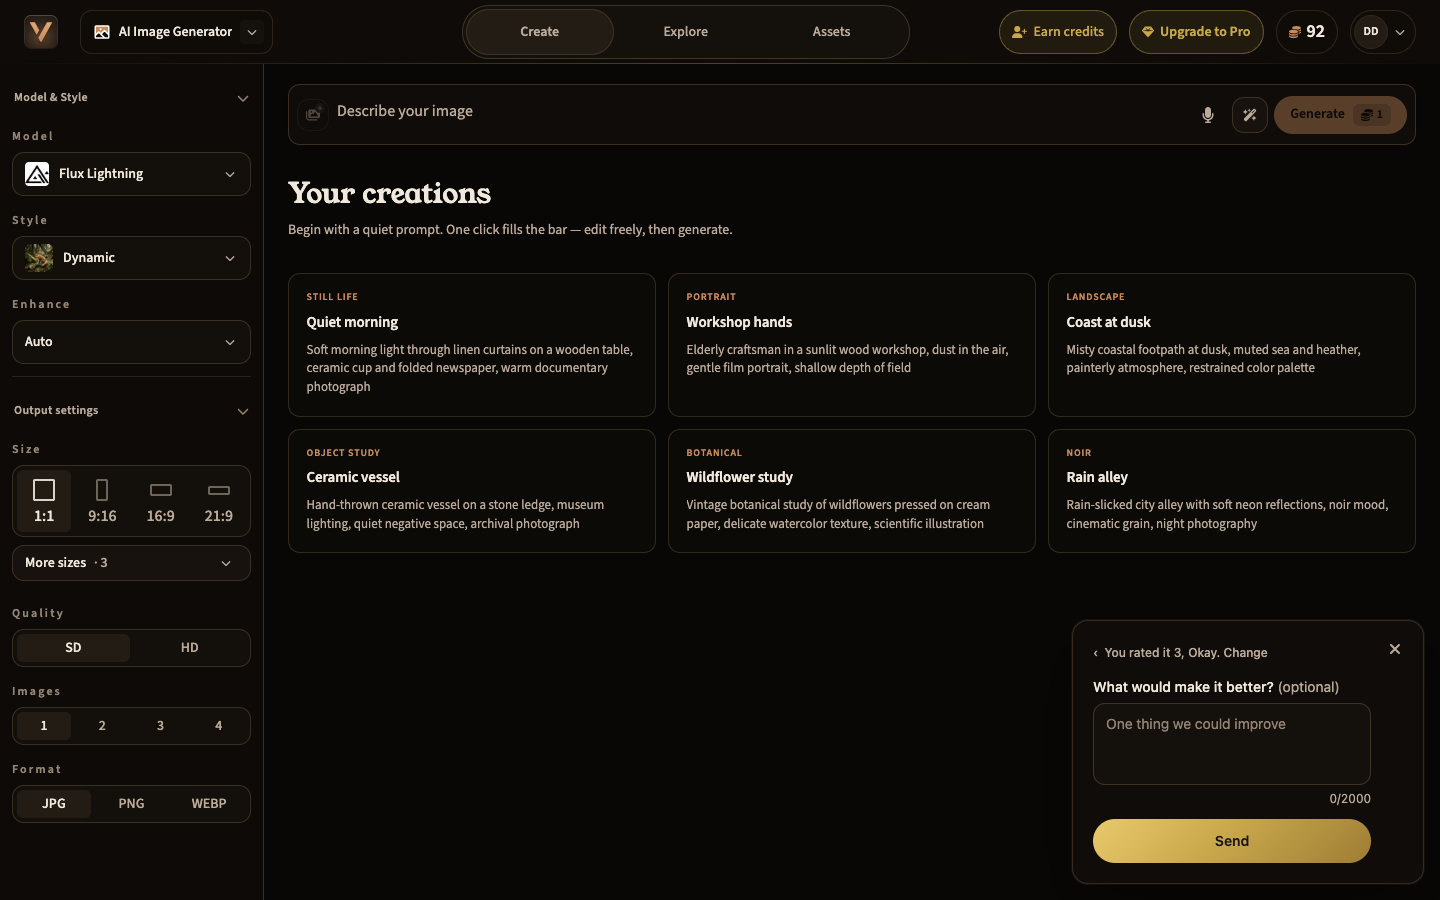 AI Image Generator
Create
Explore
Assets
Earn credits
Upgrade to Pro
92
DD
Model & Style
Model
Flux Lightning
Style
Dynamic
Enhance
Auto
Output settings
Size
1:1
9:16
16:9
21:9
More sizes · 3
Quality
SD
HD
Images
1
2
3
4
Format
JPG
PNG
WEBP
Describe your image
Generate
1
Your creations
Begin with a quiet prompt. One click fills the bar — edit freely, then generate.
STILL LIFE
Quiet morning
Soft morning light through linen curtains on a wooden table,
ceramic cup and folded newspaper, warm documentary
photograph
PORTRAIT
Workshop hands
Elderly craftsman in a sunlit wood workshop, dust in the air,
gentle film portrait, shallow depth of field
LANDSCAPE
Coast at dusk
Misty coastal footpath at dusk, muted sea and heather,
painterly atmosphere, restrained color palette
OBJECT STUDY
Ceramic vessel
Hand-thrown ceramic vessel on a stone ledge, museum
lighting, quiet negative space, archival photograph
BOTANICAL
Wildflower study
Vintage botanical study of wildflowers pressed on cream
paper, delicate watercolor texture, scientific illustration
NOIR
Rain alley
Rain-slicked city alley with soft neon reflections, noir mood,
cinematic grain, night photography
‹ You rated it 3, Okay. Change
What would make it better? (optional)
One thing we could improve
0/2000
Send